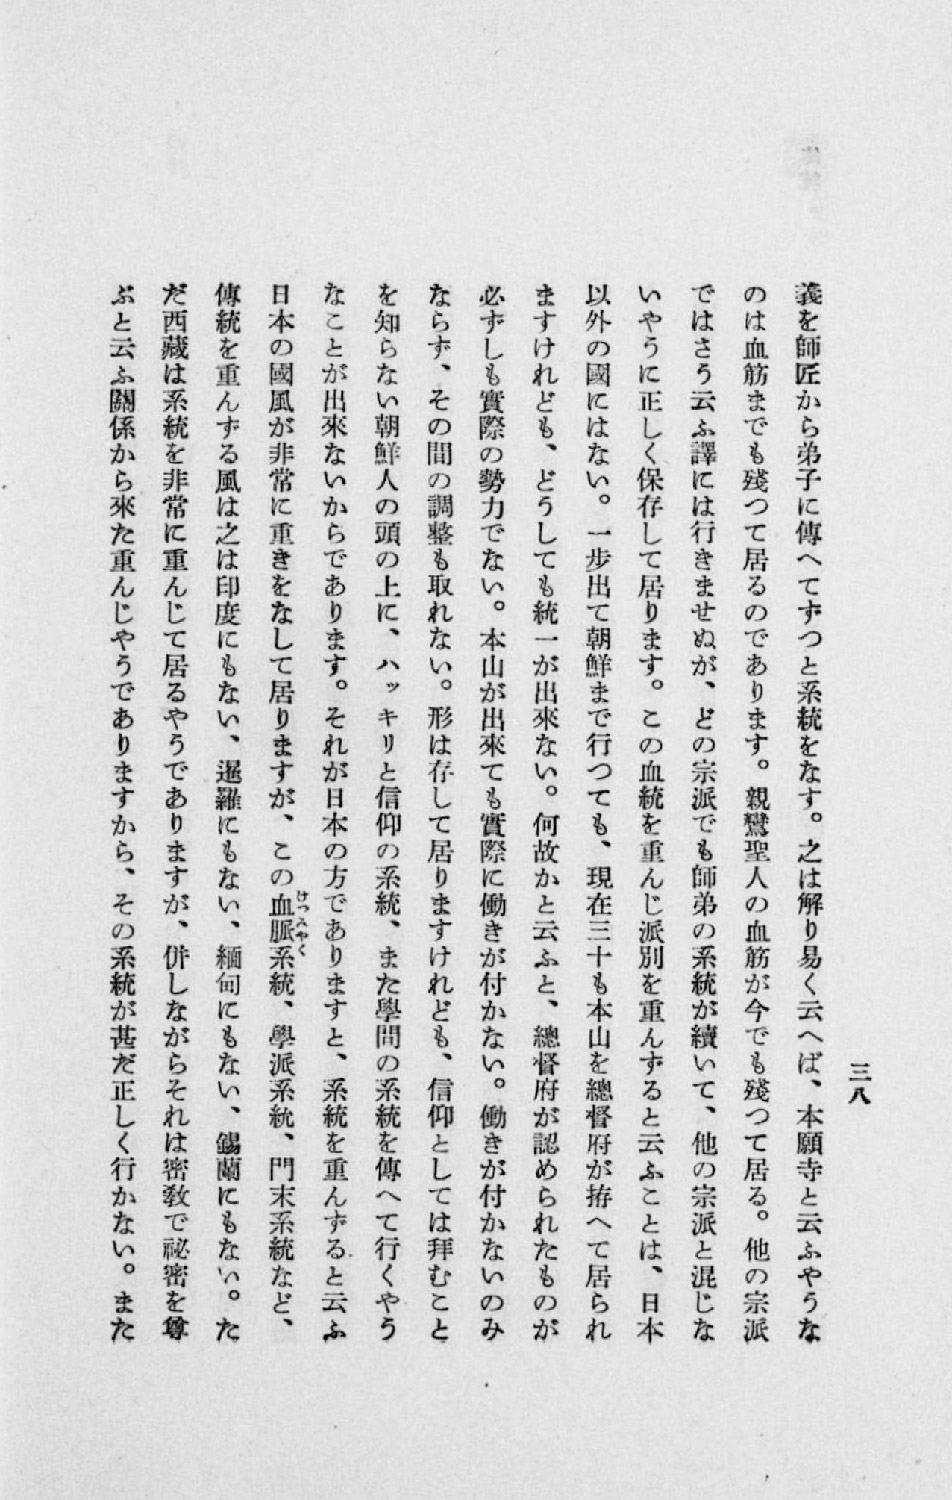 三八
義を師匠から弟子に傳へてずつと系統をなす。之は解り易く云へば、本願寺と云ふやうな
のは血筋までも殘つて居るのであります。親鸞聖人の血筋が今でも殘つて居る。他の宗派
ではさう云ふ譯には行きませぬが、どの宗派でも師弟の系統が續いて、他の宗派と混じな
いやうに正しく保存して居ります。この血統を重んじ派別を重んずると云ふことは、日本
以外の國にはない。一步出て朝鮮まで行つても、現在三十も本山を總督府が拵へて居られ
ますけれども、どうしても統一が出來ない。何故かと云ふと、總督府が認められたものが
必ずしも實際の勢力でない。本山が出來ても實際に働きが付かない。働きが付かないのみ
ならず、その間の調整も取れない。形は存して居りますけれども、信仰としては拜むこと
を知らない朝鮮人の頭の上に、ハッキリと信仰の系統、また學問の系統を傳へて行くやう
なことが出來ないからであります。それが日本の方でありますと、系統を重んずると云ふ
日本の國風が非常に重きをなして居りますが、この血脈けつみやく系統、學派系統、門末系統など、
傳統を重んずる風は之は印度にもない、暹羅にもない、緬甸にもない、錫蘭にもない。た
だ西藏は系統を非常に重んじて居るやうでありますが、併しながらそれは密敎で祕密を尊
ぶと云ふ關係から來た重んじやうでありますから、その系統が甚だ正しく行かない。また